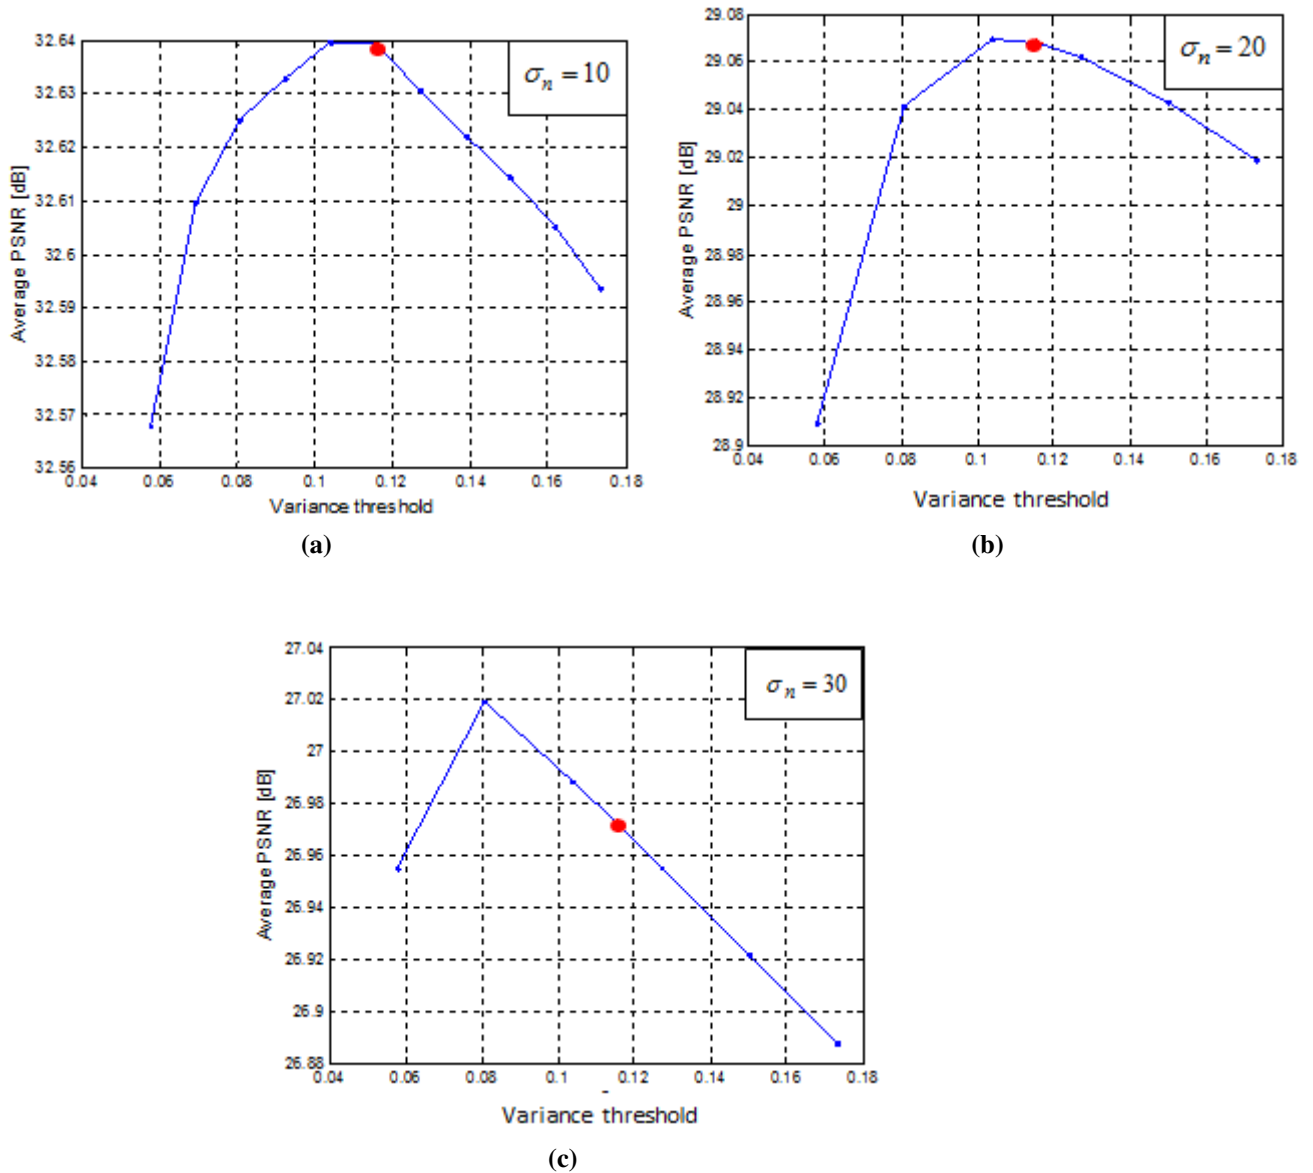 32.64
32.63
32.62
32.61
32.6
32.59
32.58
32.57
32.56
Average PSNR [dB]
σn = 10
0.04 0.06 0.08 0.1 0.12 0.14 0.16 0.18
Variance threshold
(a)
29.08
29.06
29.04
29.02
29
28.98
28.96
28.94
28.92
28.9
Average PSNR [dB]
σn = 20
0.04 0.06 0.08 0.1 0.12 0.14 0.16 0.18
Variance threshold
(b)
27.04
27.02
27
26.98
26.96
26.94
26.92
26.9
26.88
Average PSNR [dB]
σn = 30
0.04 0.06 0.08 0.1 0.12 0.14 0.16 0.18
Variance threshold
(c)